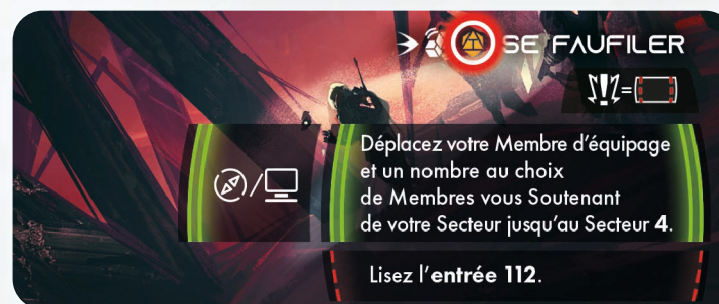 SE FAUFILER
Déplacez votre Membre d'équipage
et un nombre au choix
de Membres vous Soutenant
de votre Secteur jusqu'au Secteur 4.
Lisez l'entrée 112.